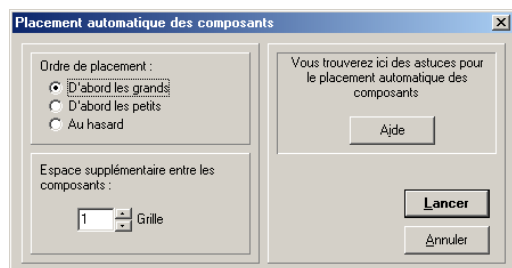 Placement automatique des composants
Ordre de placement :
D'abord les grands
D'abord les petits
Au hasard
Espace supplémentaire entre les
composants :
1 Grille
Vous trouverez ici des astuces pour
le placement automatique des
composants
Aide
Lancer
Annuler